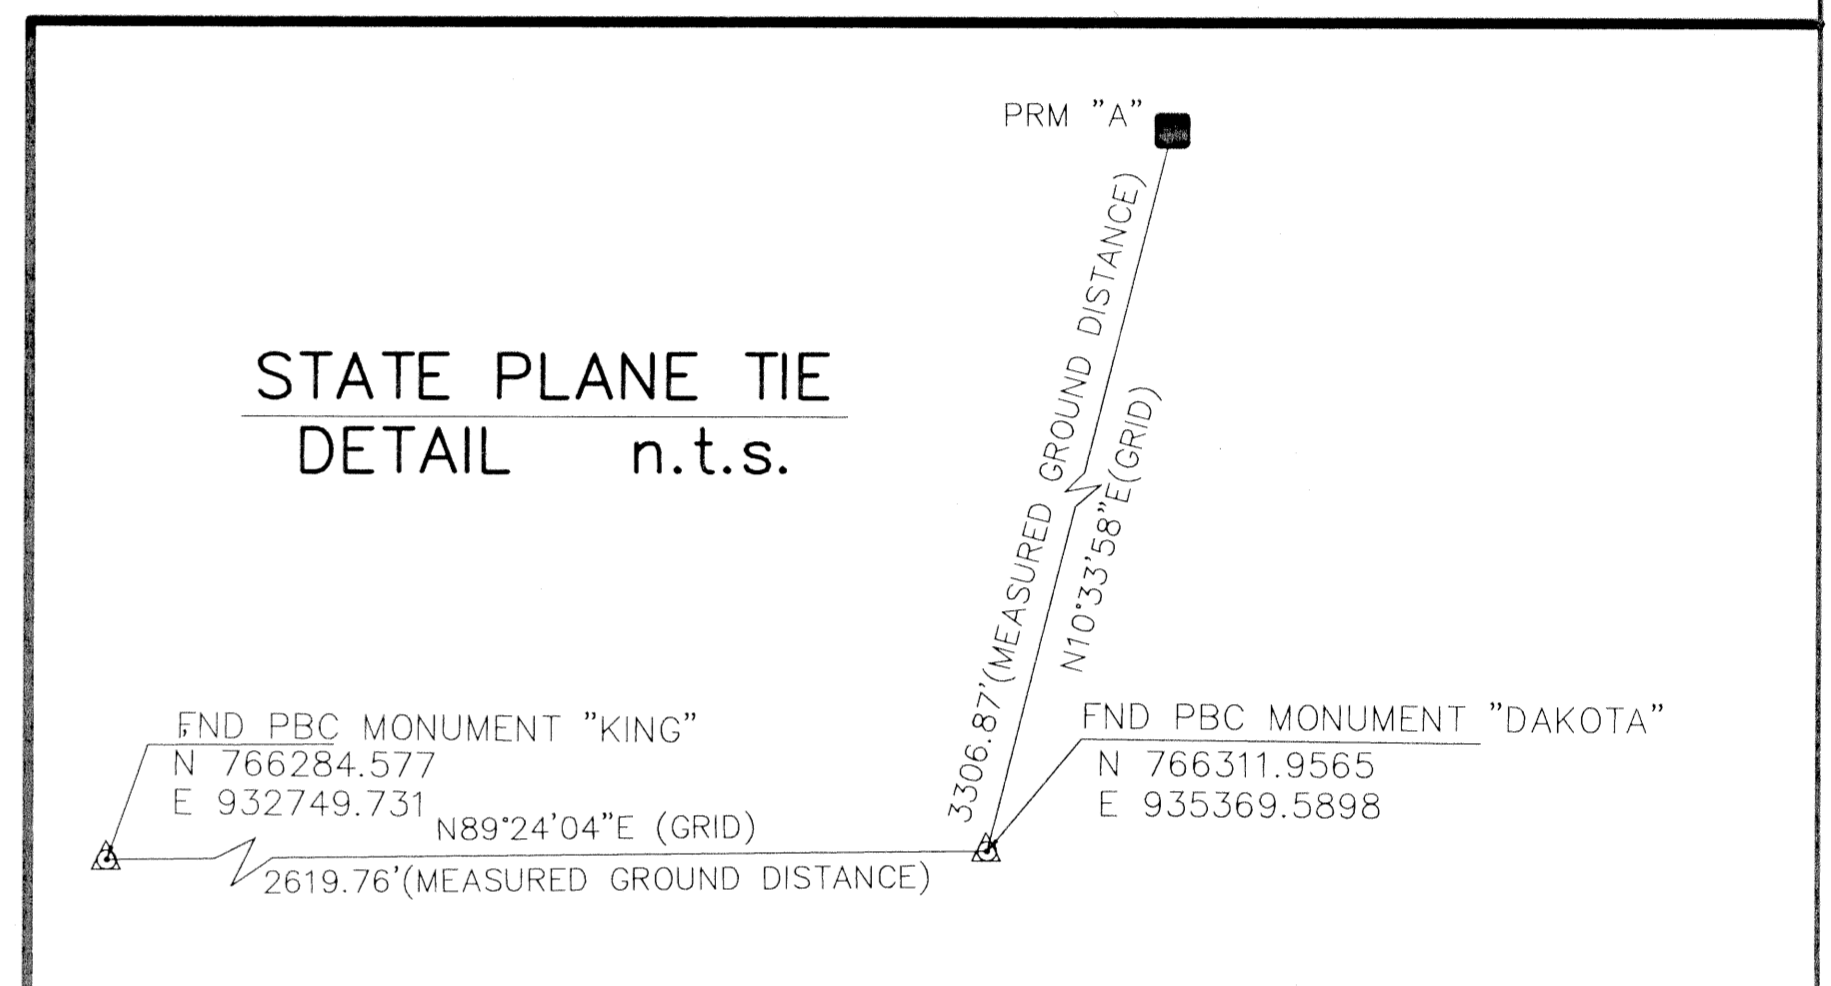 PRM "A"
3306.87'(MEASURED GROUND DISTANCE)
N10°33'58"E(GRID)
STATE PLANE TIE
DETAIL n.t.s.
FND PBC MONUMENT "KING"
N 766284.577
E 932749.731
N89°24'04"E (GRID)
2619.76'(MEASURED GROUND DISTANCE)
FND PBC MONUMENT "DAKOTA"
N 766311.9565
E 935369.5898